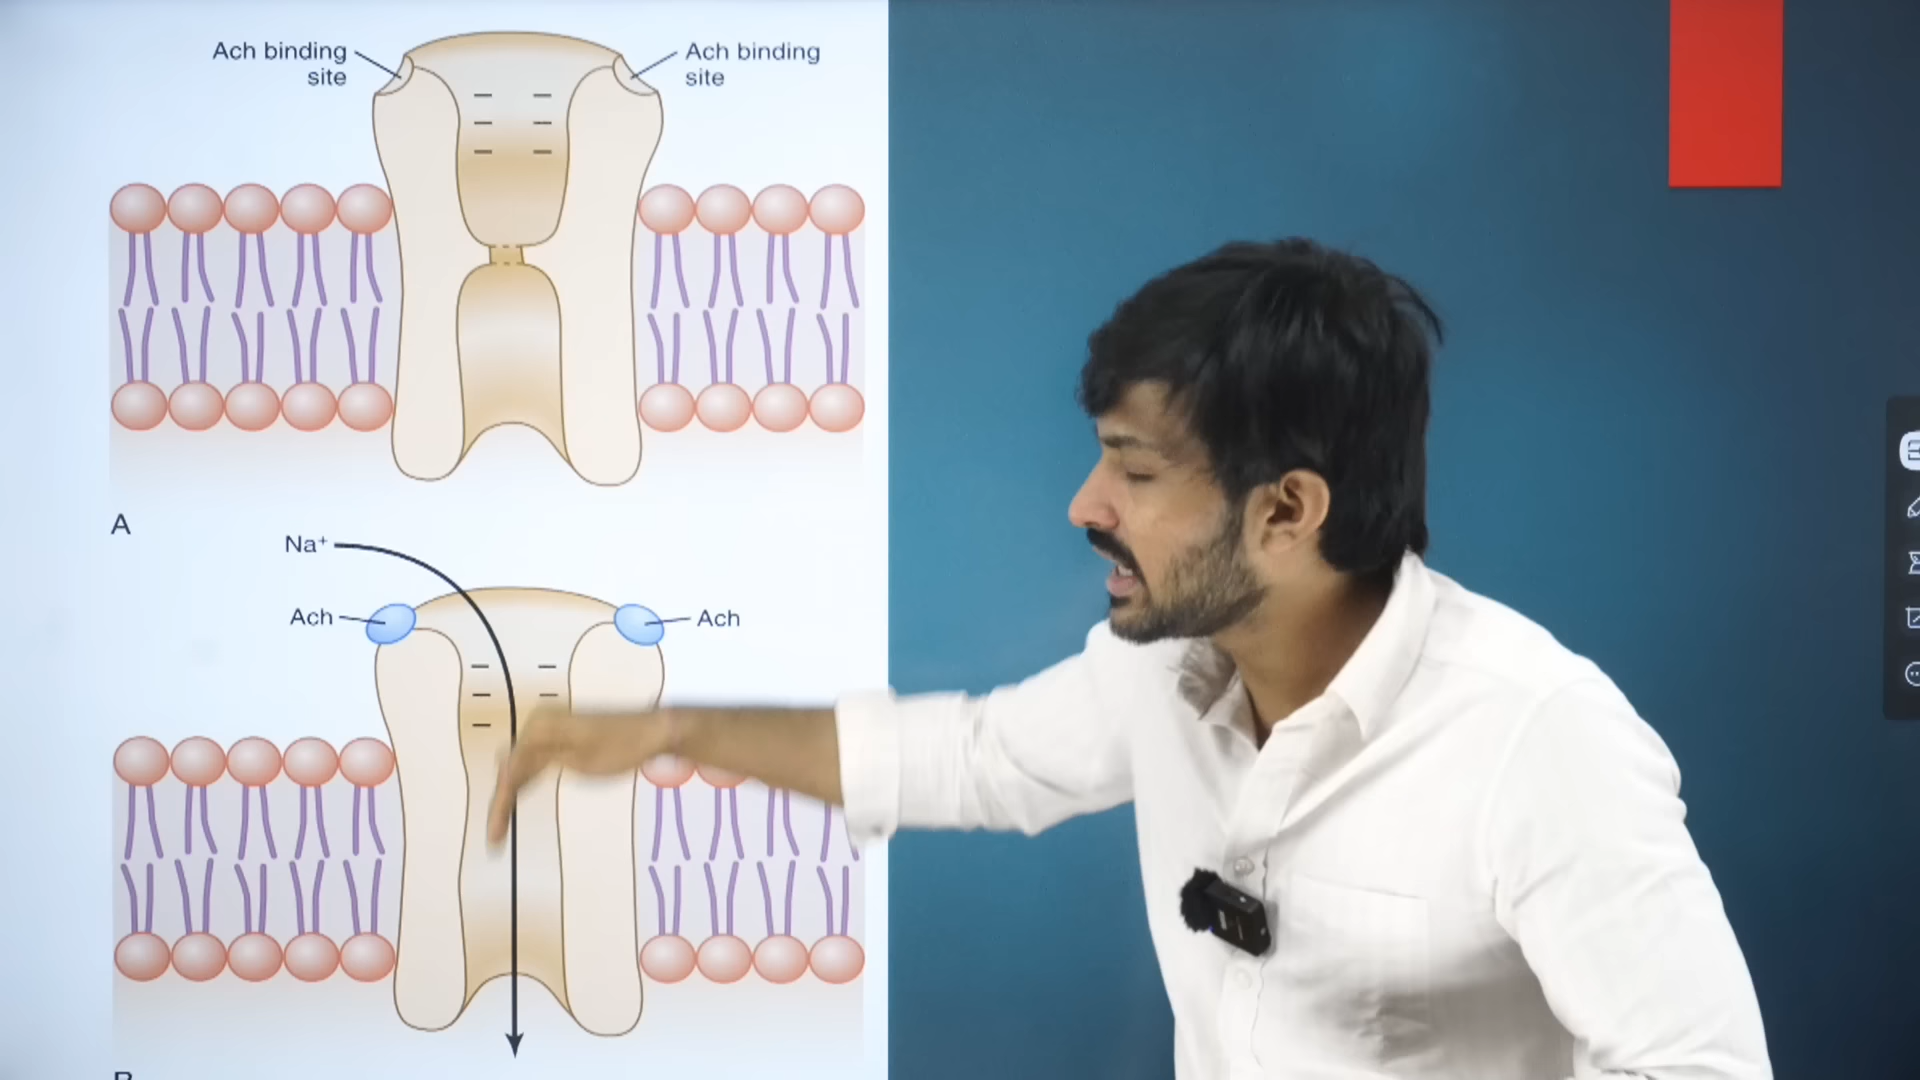 Ach binding
site
Ach binding
site
A
Na⁺
Ach
Ach